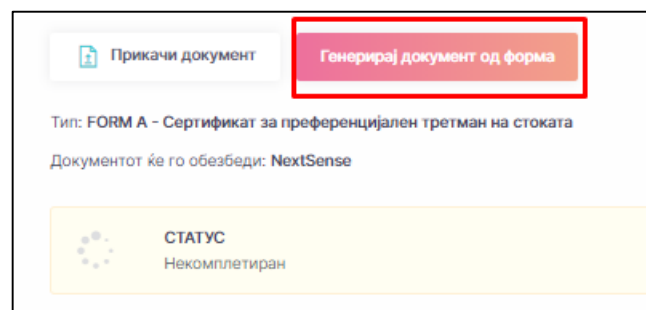 Прикачи документ
Генерирај документ од форма
Тип: FORM A - Сертификат за преференцијален третман на стоката
Документот ќе го обезбеди: NextSense
СТАТУС
Некомплетиран